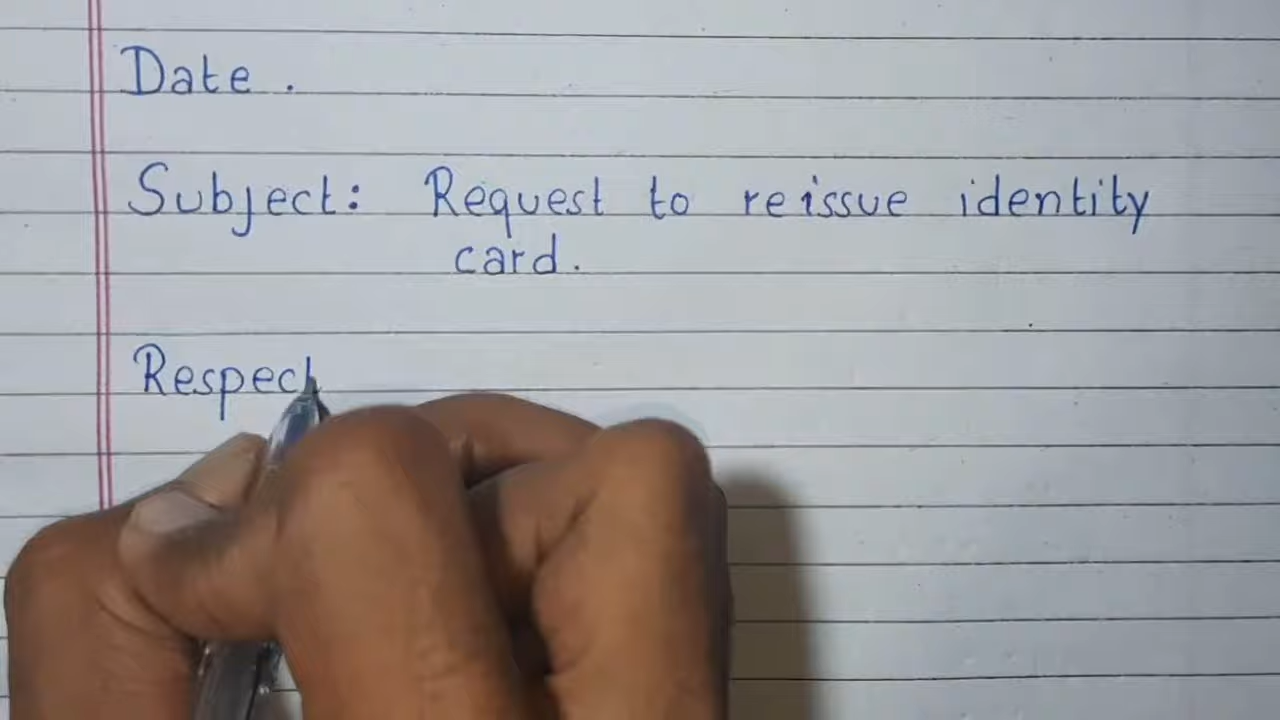 Date .
Subject: Request to reissue identity
card.
Respect